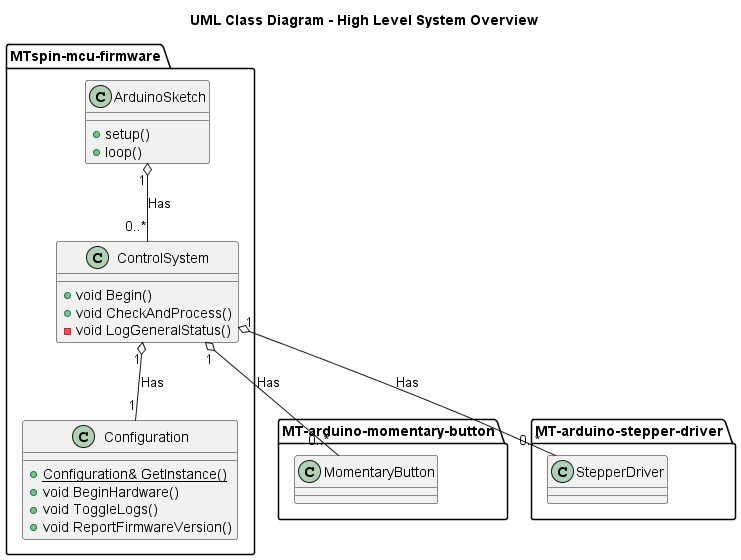 UML Class Diagram - High Level System Overview
MTspin-mcu-firmware
C ArduinoSketch
setup()
loop()
1
Has
0..*
C ControlSystem
void Begin()
void CheckAndProcess()
void LogGeneralStatus()
1
1
1
Has
Has
Has
1
0..*
0..*
C Configuration
Configuration& GetInstance()
void BeginHardware()
void ToggleLogs()
void ReportFirmwareVersion()
MT-arduino-momentary-button
C MomentaryButton
MT-arduino-stepper-driver
C StepperDriver